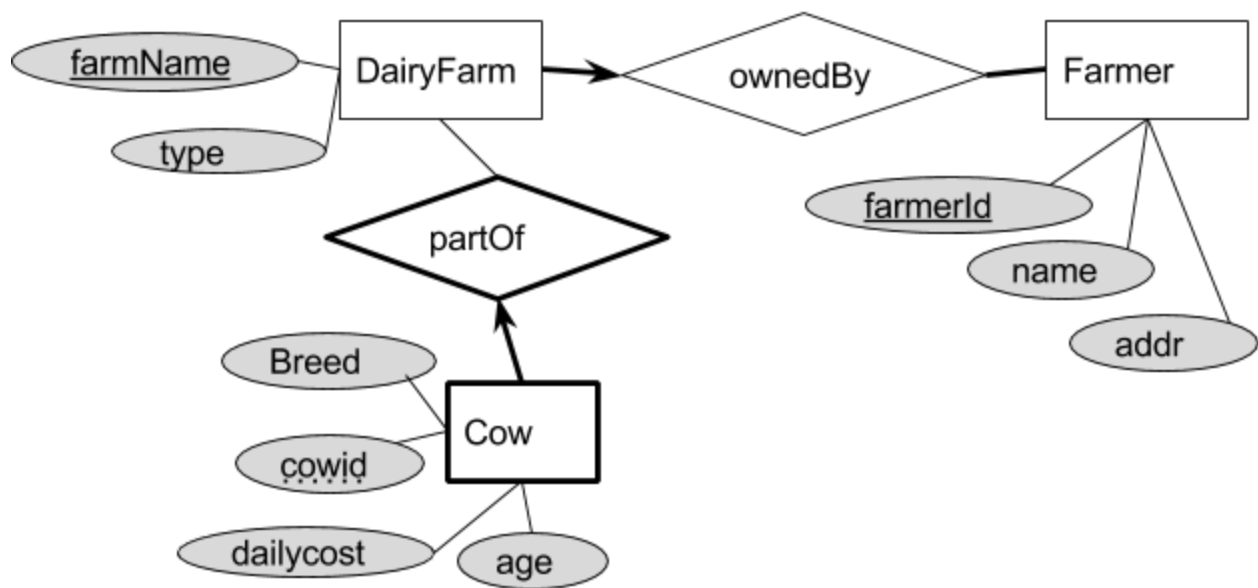 farmName
DairyFarm
ownedBy
Farmer
type
farmerId
partOf
name
addr
Breed
Cow
cowid
dailycost
age